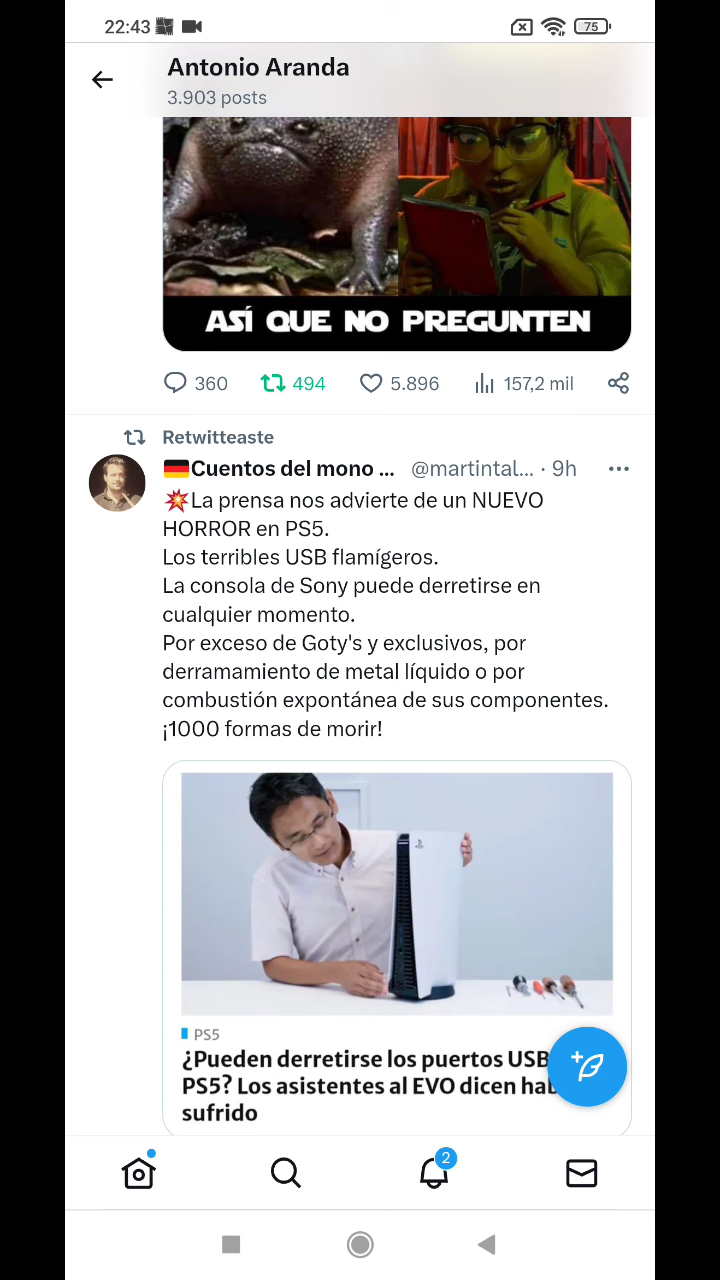 22:43
75
Antonio Aranda
3.903 posts
ASÍ QUE NO PREGUNTEN
360
494
5.896
157,2 mil
Retwitteaste
Cuentos del mono ... @martintal... · 9h
La prensa nos advierte de un NUEVO
HORROR en PS5.
Los terribles USB flamígeros.
La consola de Sony puede derretirse en
cualquier momento.
Por exceso de Goty's y exclusivos, por
derramamiento de metal líquido o por
combustión expontánea de sus componentes.
¡1000 formas de morir!
PS5
¿Pueden derretirse los puertos USB
PS5? Los asistentes al EVO dicen
sufrido
2